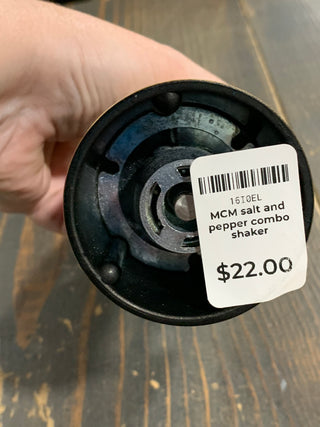 16I0EL
MCM salt and
pepper combo
shaker
$22.00